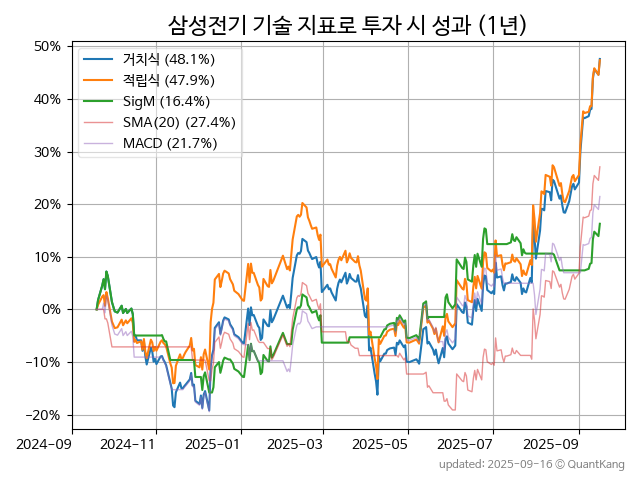 삼성전기 기술 지표로 투자 시 성과 (1년)
50%
40%
30%
20%
10%
0%
−10%
−20%
거치식 (48.1%)
적립식 (47.9%)
SigM (16.4%)
SMA(20) (27.4%)
MACD (21.7%)
2024-09 2024-11 2025-01 2025-03 2025-05 2025-07 2025-09
updated: 2025-09-16 © QuantKang